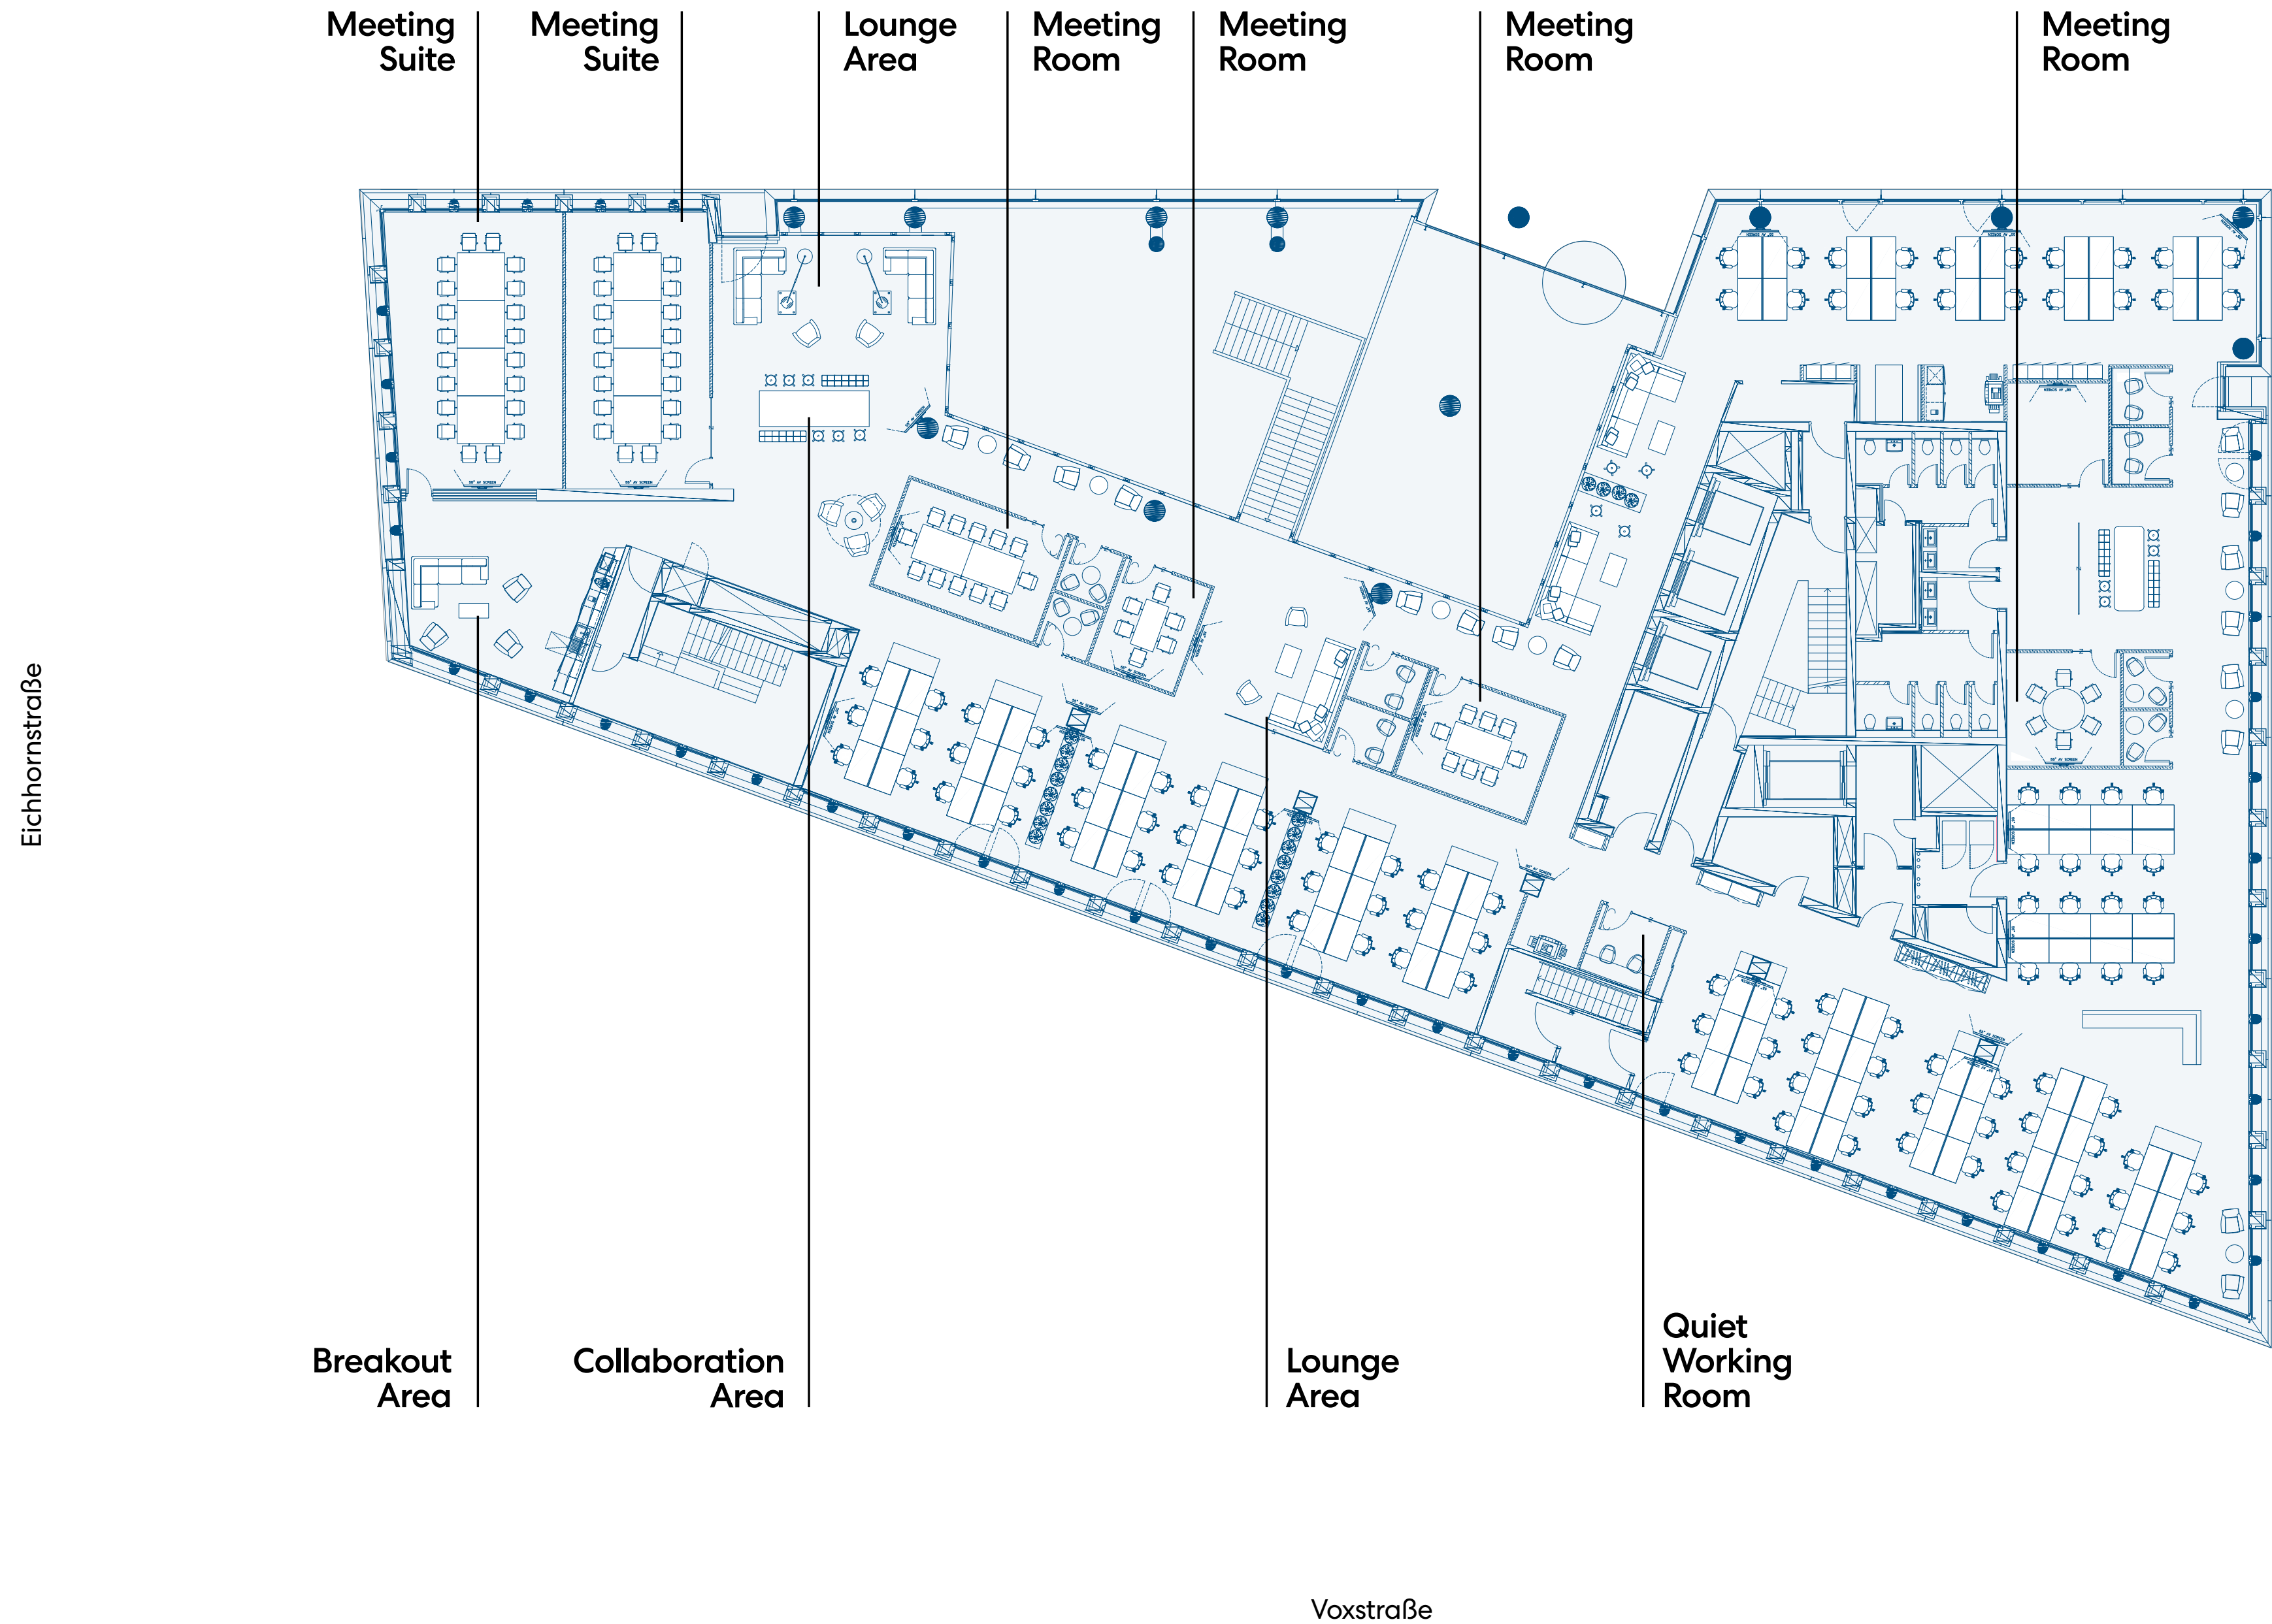 Meeting
Suite
Meeting
Suite
Lounge
Area
Meeting
Room
Meeting
Room
Meeting
Room
Meeting
Room
Eichhornstraße
Breakout
Area
Collaboration
Area
Lounge
Area
Quiet
Working
Room
Voxstraße